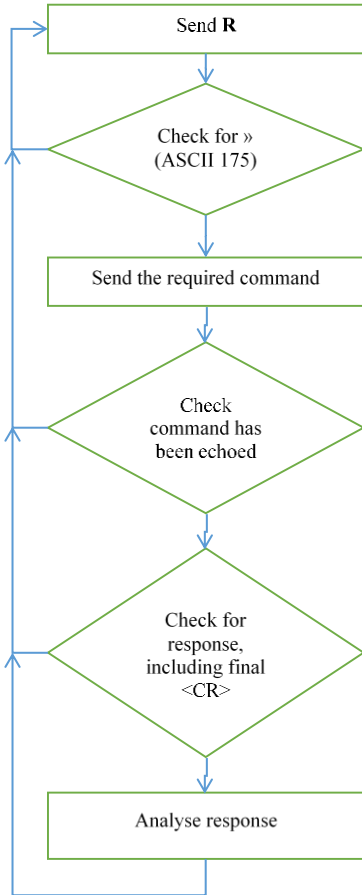 Send R
Check for »
(ASCII 175)
Send the required command
Check
command has
been echoed
Check for
response,
including final
<CR>
Analyse response